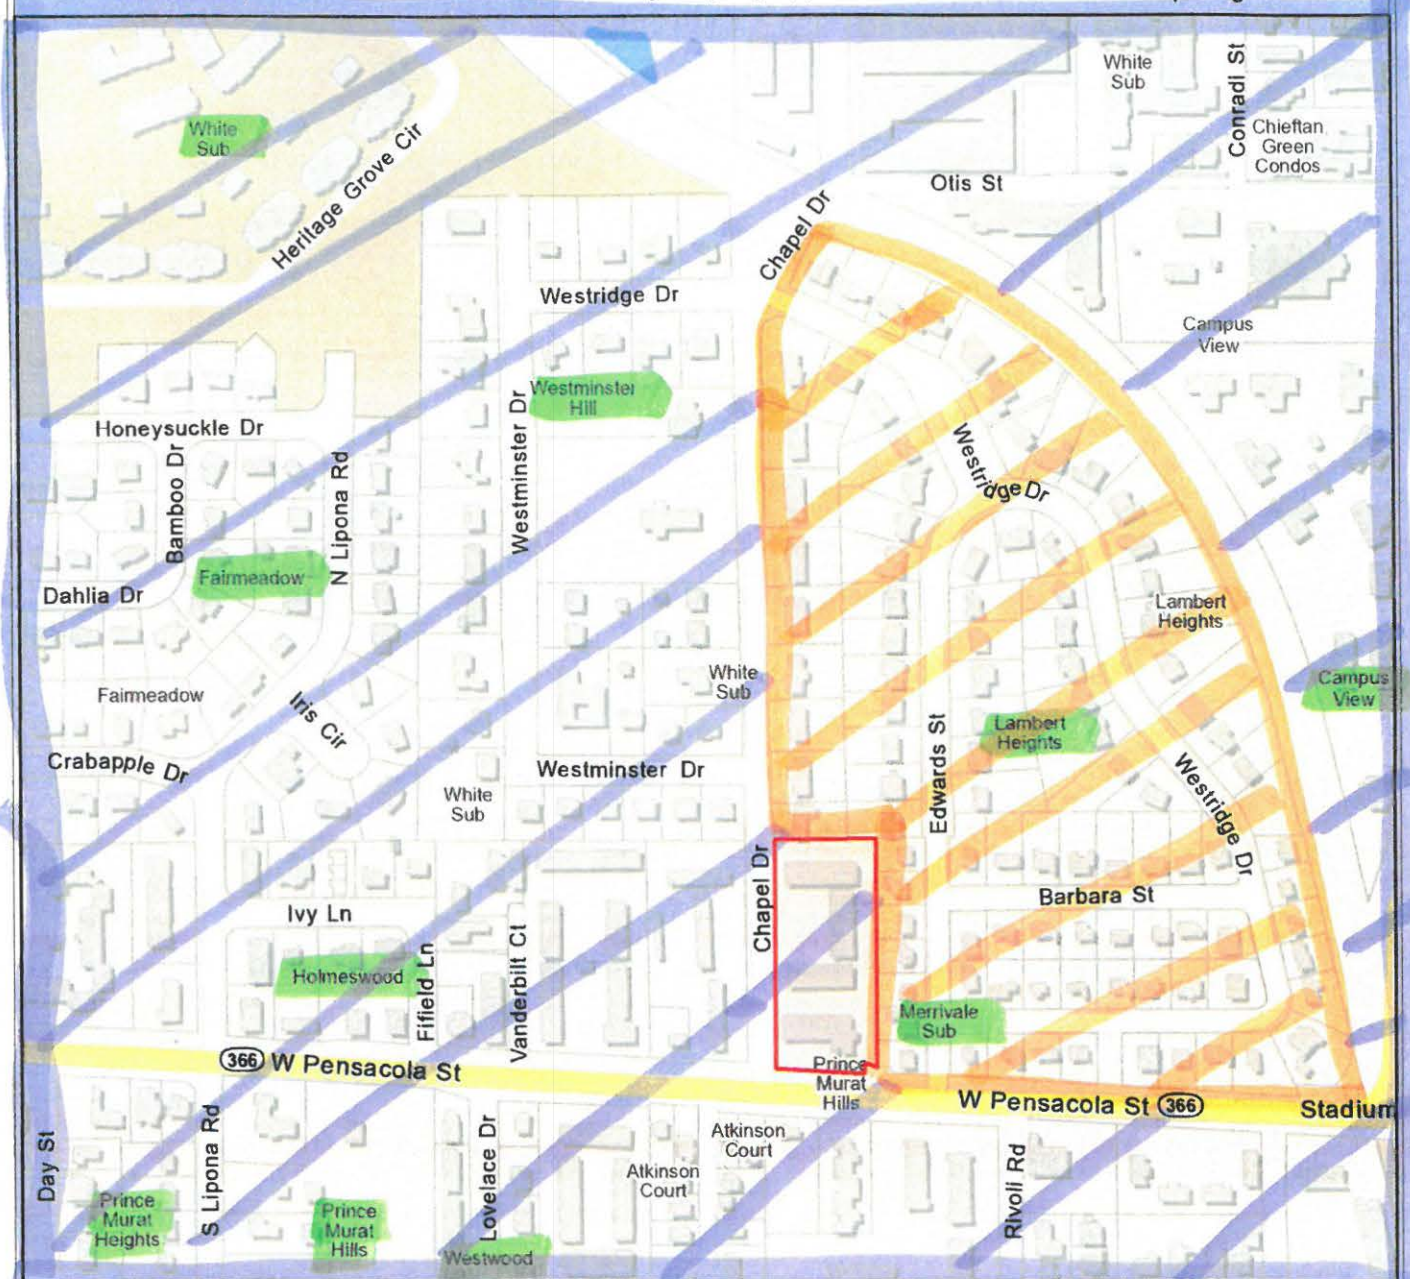 White
Sub
Conradi St
White
Sub
Chieftan
Green
Condos
Heritage Grove Cir
Otis St
Chapel Dr
Westridge Dr
Campus
View
Westminster
Hill
Westminster Dr
Honeysuckle Dr
Bamboo Dr
N Lipona Rd
Westridge Dr
Fairmeadow
Dahlia Dr
Lambert
Heights
White
Sub
Campus
View
Fairmeadow
Iris Cir
Lambert
Heights
Edwards St
Crabapple Dr
Westminster Dr
White
Sub
Westridge Dr
Chapel Dr
Barbara St
Ivy Ln
Holmeswood
Fifield Ln
Vanderbilt Ct
Merrivale
Sub
366 W Pensacola St
Prince
Murat
Hills
W Pensacola St 366
Stadium
Day St
S Lipona Rd
Lovelace Dr
Atkinson
Court
Atkinson
Court
Rivoli Rd
Prince
Murat
Heights
Prince
Murat
Hills
Westwood